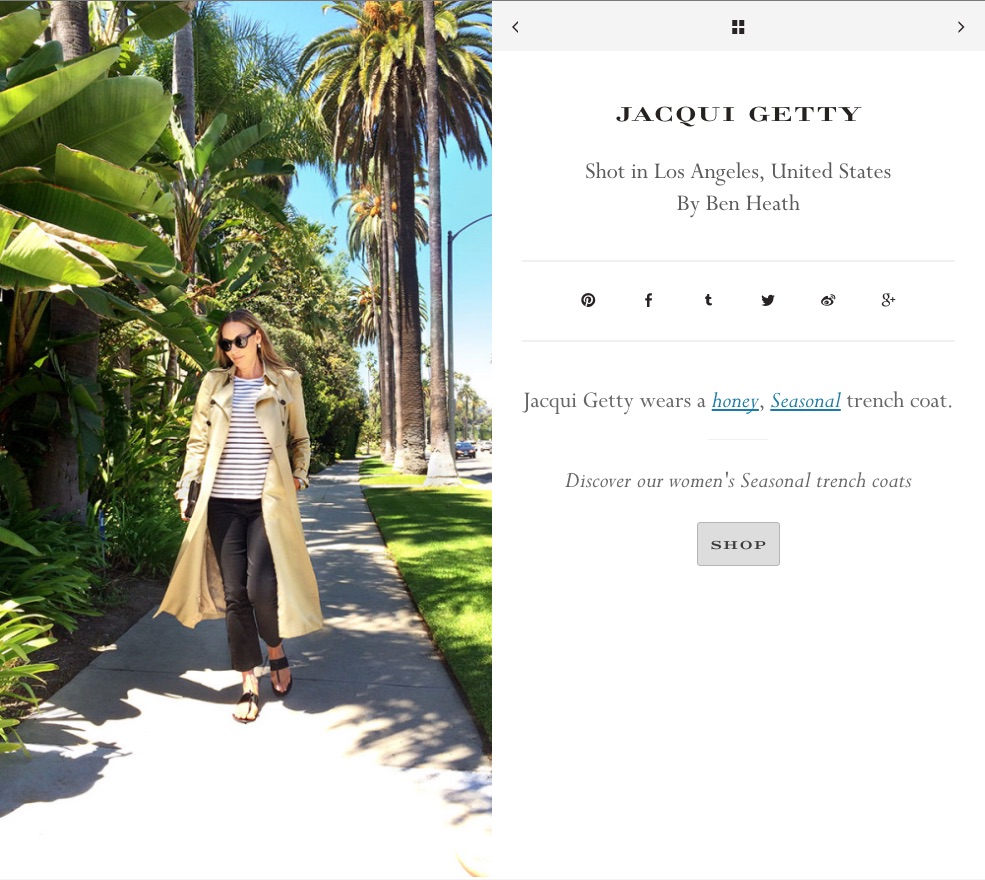 JACQUI GETTY
Shot in Los Angeles, United States
By Ben Heath
Jacqui Getty wears a honey, Seasonal trench coat.
Discover our women's Seasonal trench coats
SHOP